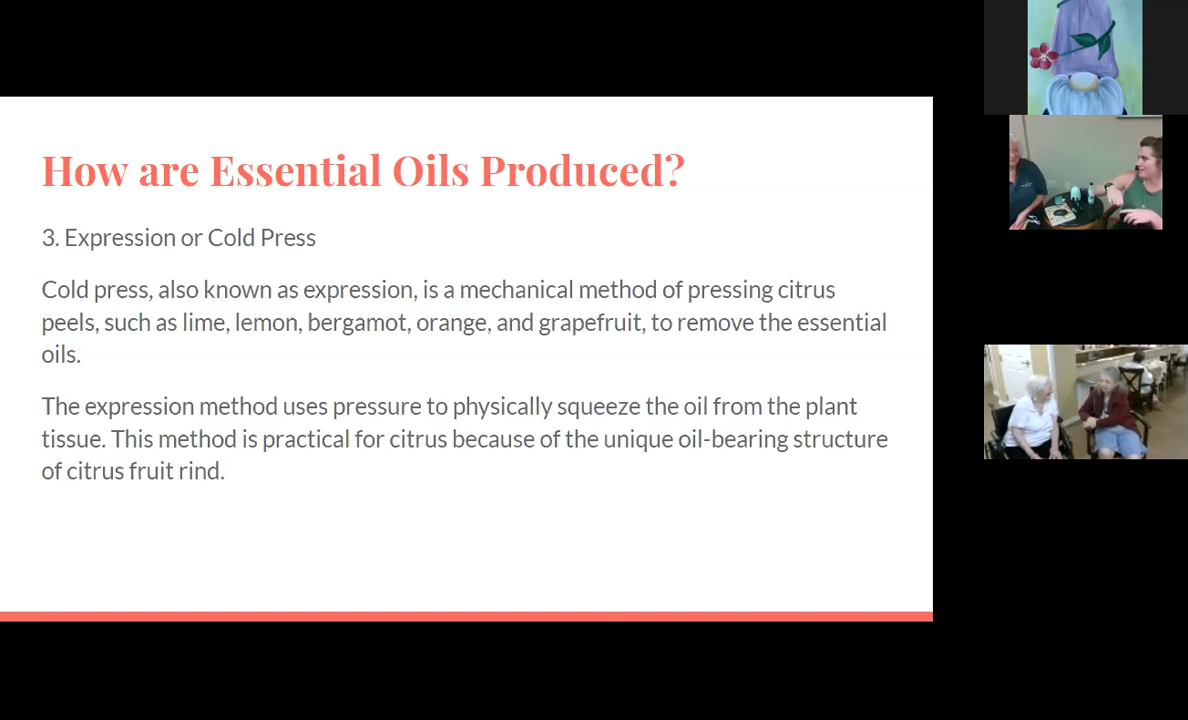 How are Essential Oils Produced?
3. Expression or Cold Press
Cold press, also known as expression, is a mechanical method of pressing citrus
peels, such as lime, lemon, bergamot, orange, and grapefruit, to remove the essential
oils.
The expression method uses pressure to physically squeeze the oil from the plant
tissue. This method is practical for citrus because of the unique oil-bearing structure
of citrus fruit rind.